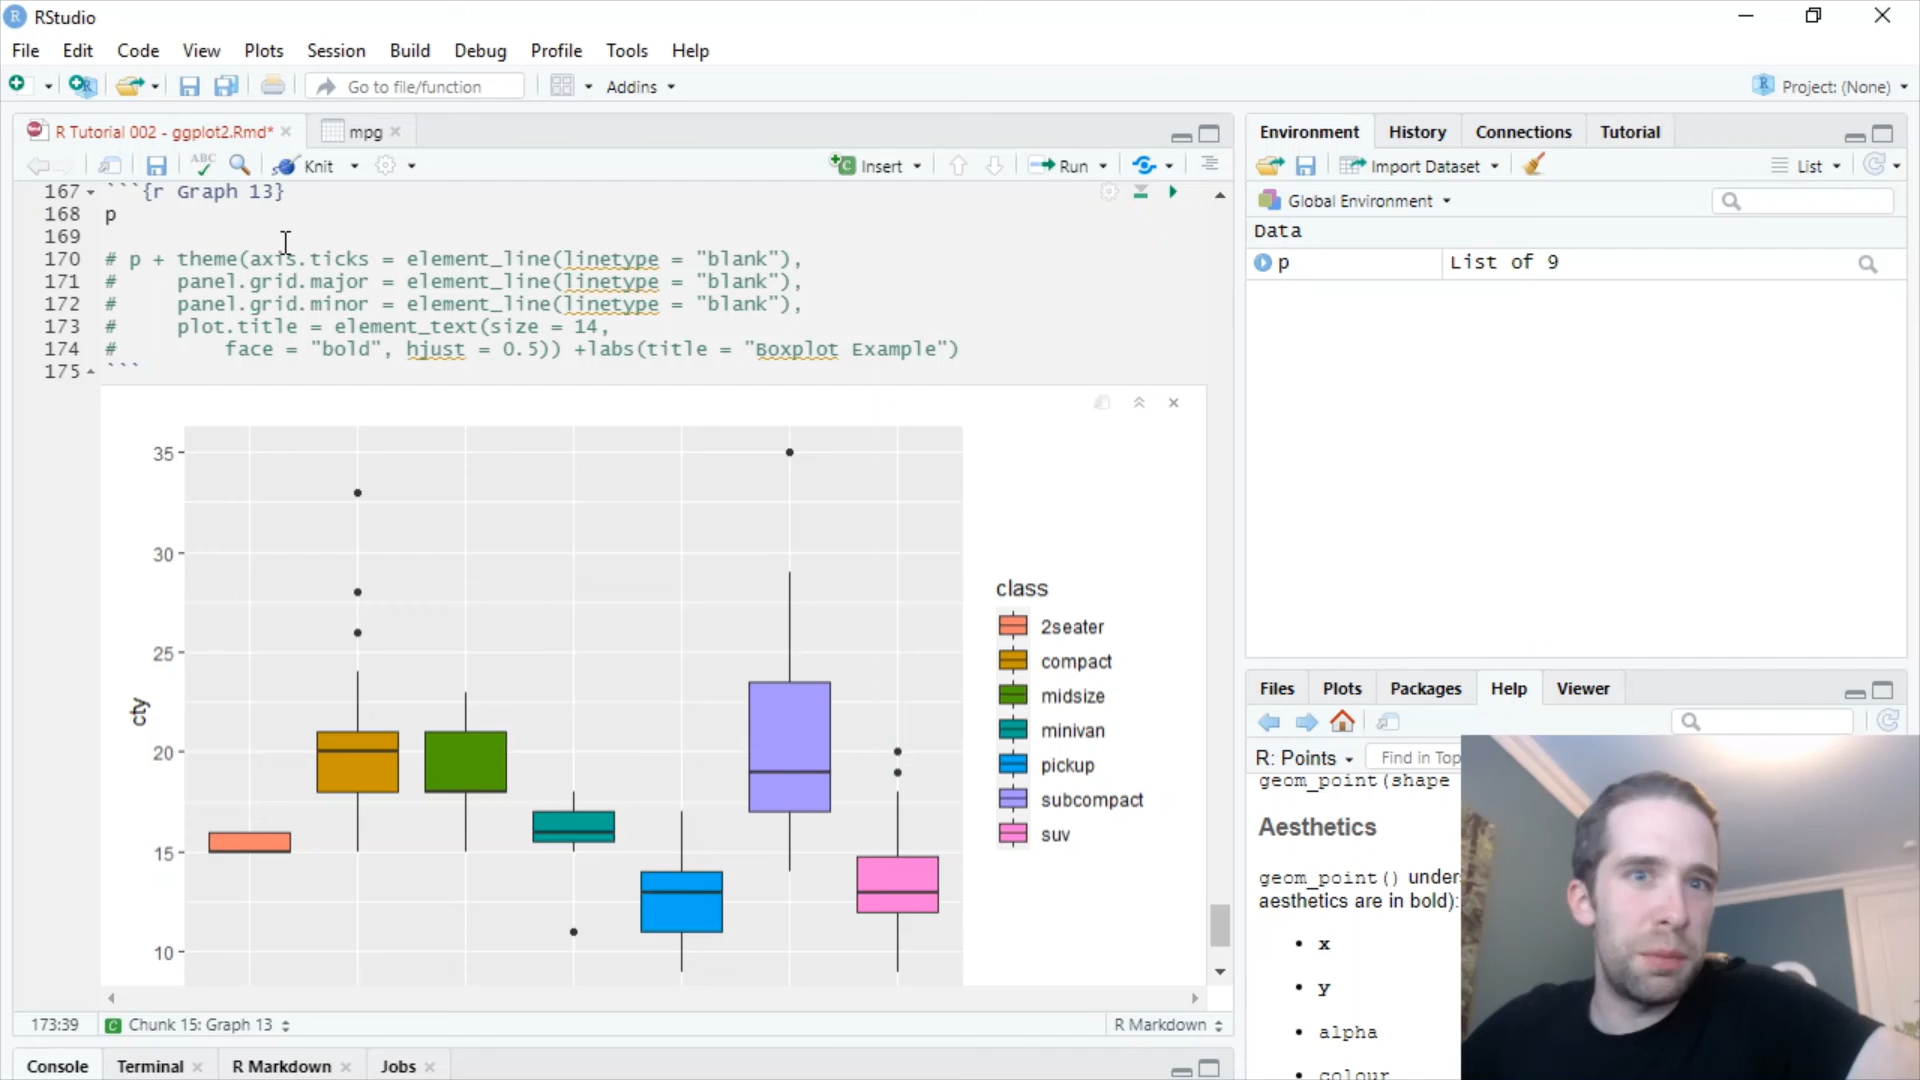 RStudio
File Edit Code View Plots Session Build Debug Profile Tools Help
Go to file/function Addins Project: (None)
R Tutorial 002 - ggplot2.Rmd* mpg
ABC Knit Insert Run
167 ```{r Graph 13}
168 p
169
170 # p + theme(axis.ticks = element_line(linetype = "blank"),
171 #     panel.grid.major = element_line(linetype = "blank"),
172 #     panel.grid.minor = element_line(linetype = "blank"),
173 #     plot.title = element_text(size = 14,
174 #         face = "bold", hjust = 0.5)) +labs(title = "Boxplot Example")
175 ```
35
30
25
20
15
10
cty
class
2seater
compact
midsize
minivan
pickup
subcompact
suv
173:39 C Chunk 15: Graph 13 R Markdown
Console Terminal R Markdown Jobs
Environment History Connections Tutorial
Import Dataset List
Global Environment
Data
p List of 9
Files Plots Packages Help Viewer
R: Points Find in Top
geom_point(shape
Aesthetics
geom_point() under
aesthetics are in bold):
• x
• y
• alpha
• colour